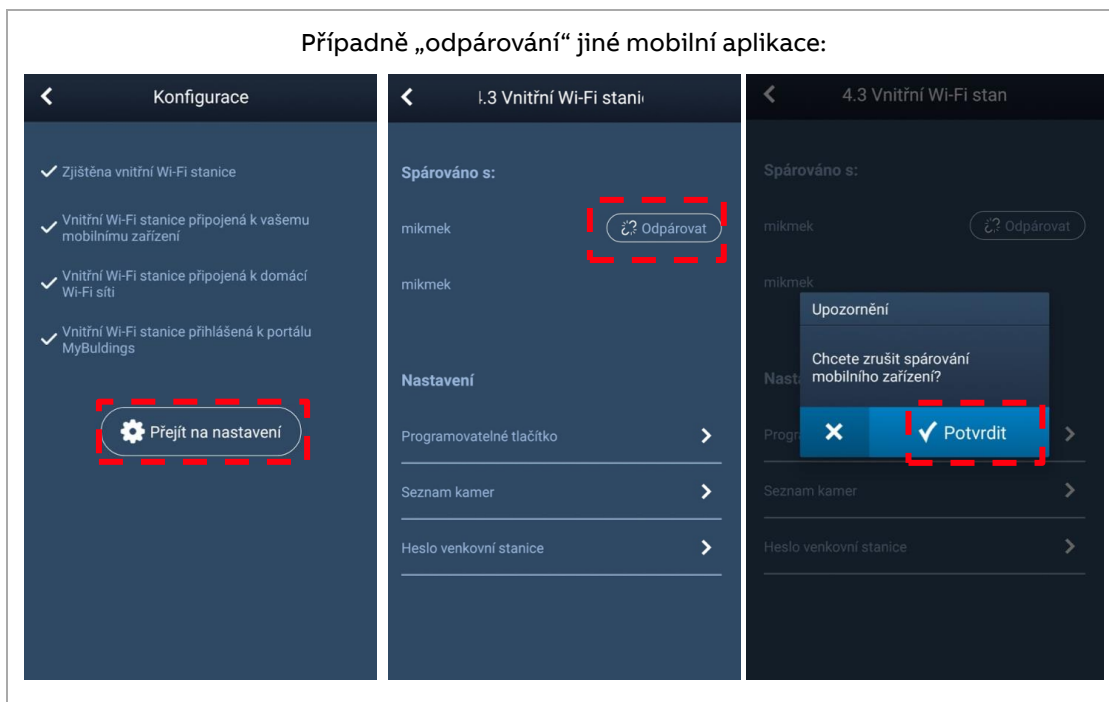 Případně „odpárování“ jiné mobilní aplikace:
Konfigurace
Zjištěna vnitřní Wi-Fi stanice
Vnitřní Wi-Fi stanice připojená k vašemu
mobilnímu zařízení
Vnitřní Wi-Fi stanice připojená k domácí
Wi-Fi síti
Vnitřní Wi-Fi stanice přihlášená k portálu
MyBuldings
Přejít na nastavení
4.3 Vnitřní Wi-Fi stani
Spárováno s:
mikmek
Odpárovat
mikmek
Nastavení
Programovatelné tlačítko
Seznam kamer
Heslo venkovní stanice
4.3 Vnitřní Wi-Fi stan
Spárováno s:
mikmek
Odpárovat
mikmek
Upozornění
Chcete zrušit spárování
mobilního zařízení?
Nasta
Progr
Potvrdit
Seznam kamer
Heslo venkovní stanice